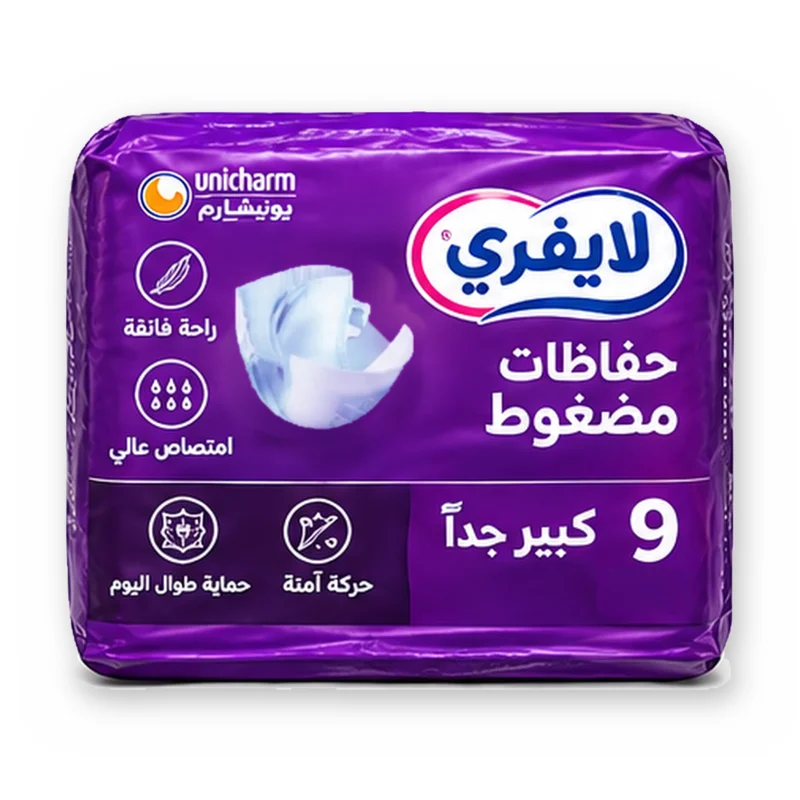 unicharm
يونيشارم
لايفري
راحة فائقة
حفاظات
مضغوط
امتصاص عالي
9 كبير جداً
حماية طوال اليوم
حركة آمنة